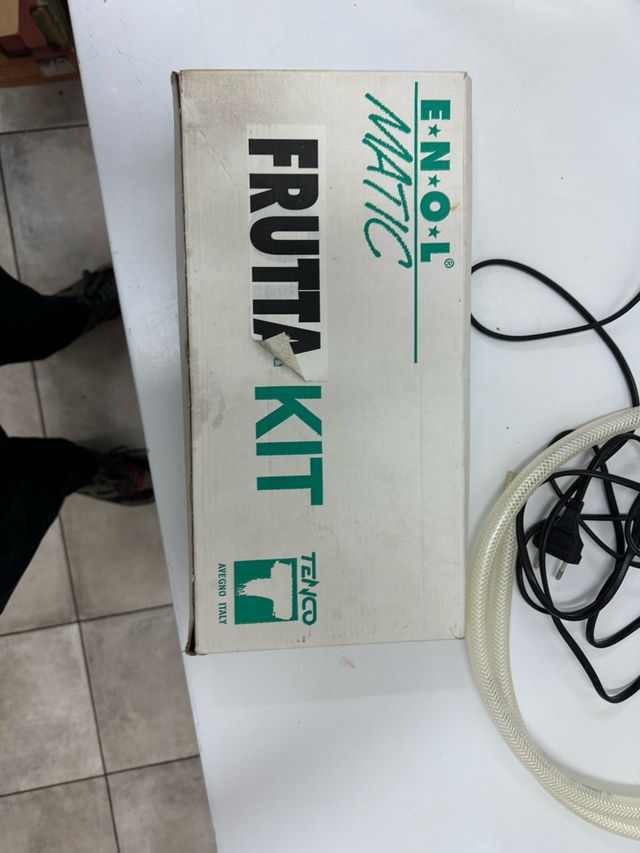 E★N★O★L®
MATIC
FRUTTA KIT
TENCO
AVEGNO ITALY